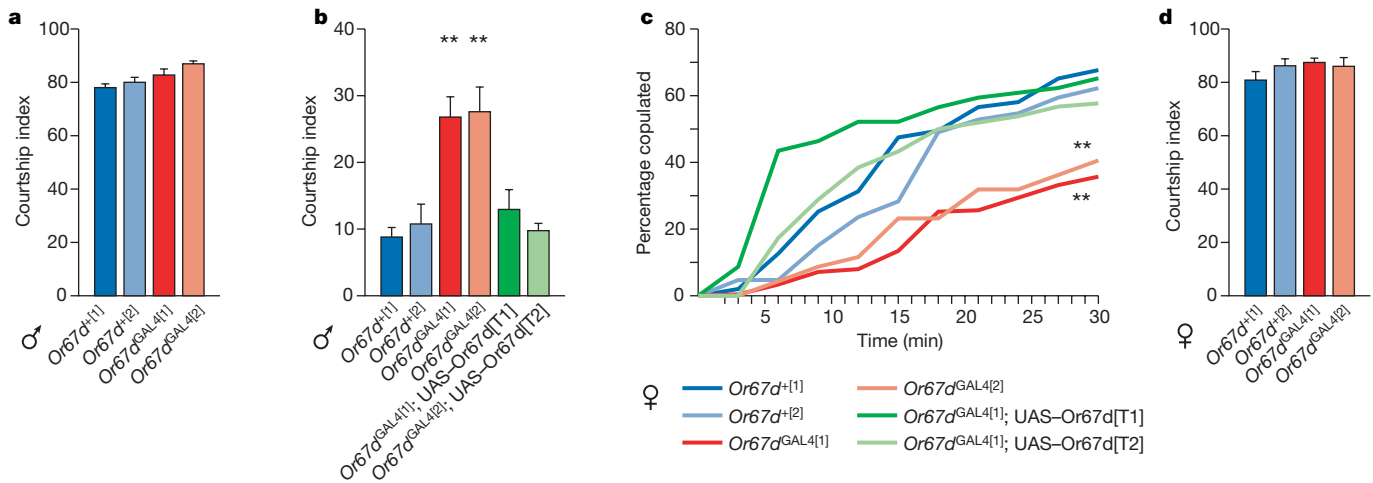 a
100
80
60
40
20
0
Courtship index
♂
Or67d+[1]
Or67d+[2]
Or67dGAL4[1]
Or67dGAL4[2]
b
40
30
20
10
0
Courtship index
** **
♂
Or67d+[1]
Or67d+[2]
Or67dGAL4[1]
Or67dGAL4[2]
Or67dGAL4[1]; UAS–Or67d[T1]
Or67dGAL4[2]; UAS–Or67d[T2]
c
80
60
40
20
0
Percentage copulated
**
**
5 10 15 20 25 30
Time (min)
♀
Or67d+[1]
Or67d+[2]
Or67dGAL4[1]
Or67dGAL4[2]
Or67dGAL4[1]; UAS–Or67d[T1]
Or67dGAL4[1]; UAS–Or67d[T2]
d
100
80
60
40
20
0
Courtship index
♀
Or67d+[1]
Or67d+[2]
Or67dGAL4[1]
Or67dGAL4[2]